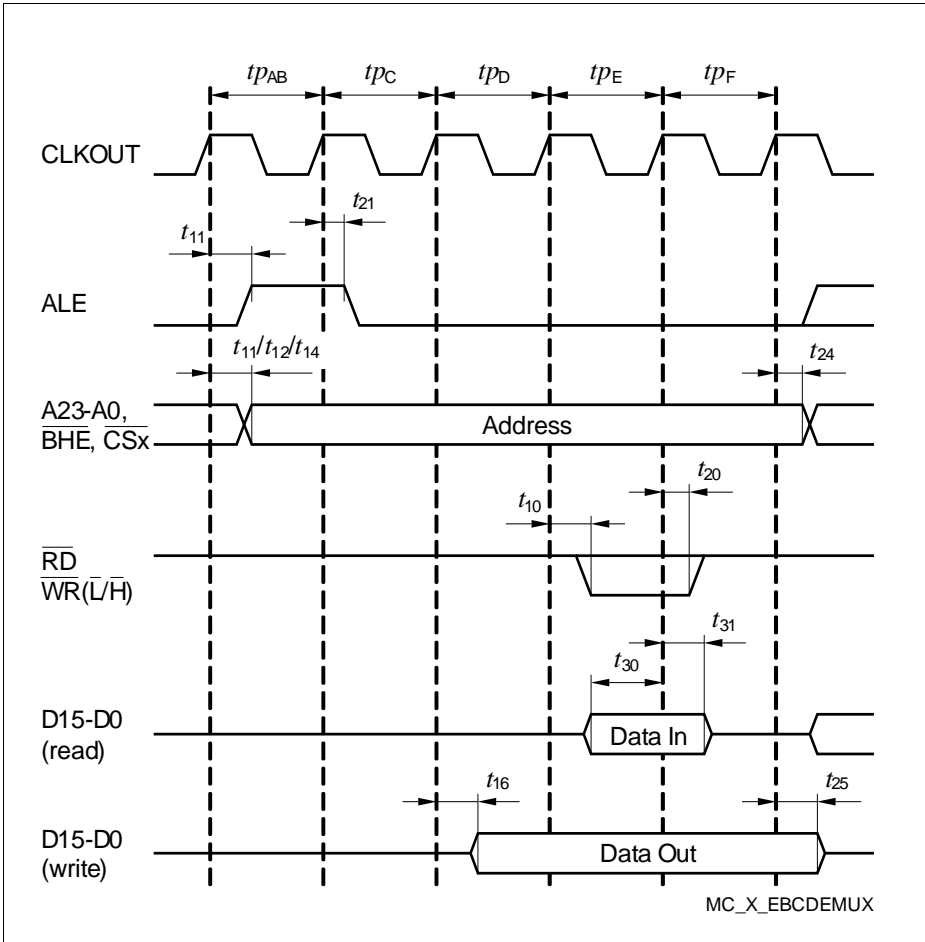 tpAB tpC tpD tpE tpF
CLKOUT
t21
t11
ALE
t11/t12/t14 t24
A23-A0,
BHE, CSx Address
t20
t10
RD
WR(L/H)
t31
t30
D15-D0
(read) Data In
t16 t25
D15-D0
(write) Data Out
MC_X_EBCDEMUX